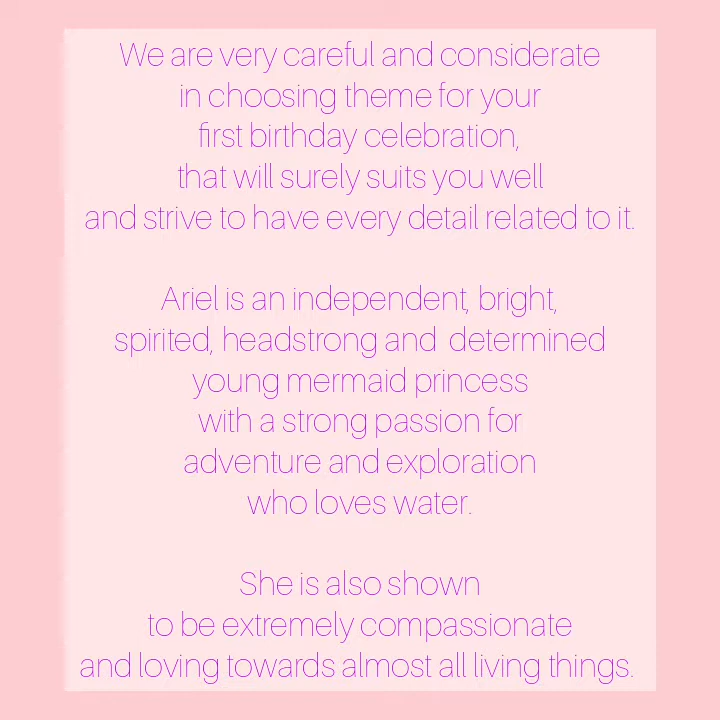 We are very careful and considerate
in choosing theme for your
first birthday celebration,
that will surely suits you well
and strive to have every detail related to it.
Ariel is an independent, bright,
spirited, headstrong and determined
young mermaid princess
with a strong passion for
adventure and exploration
who loves water.
She is also shown
to be extremely compassionate
and loving towards almost all living things.